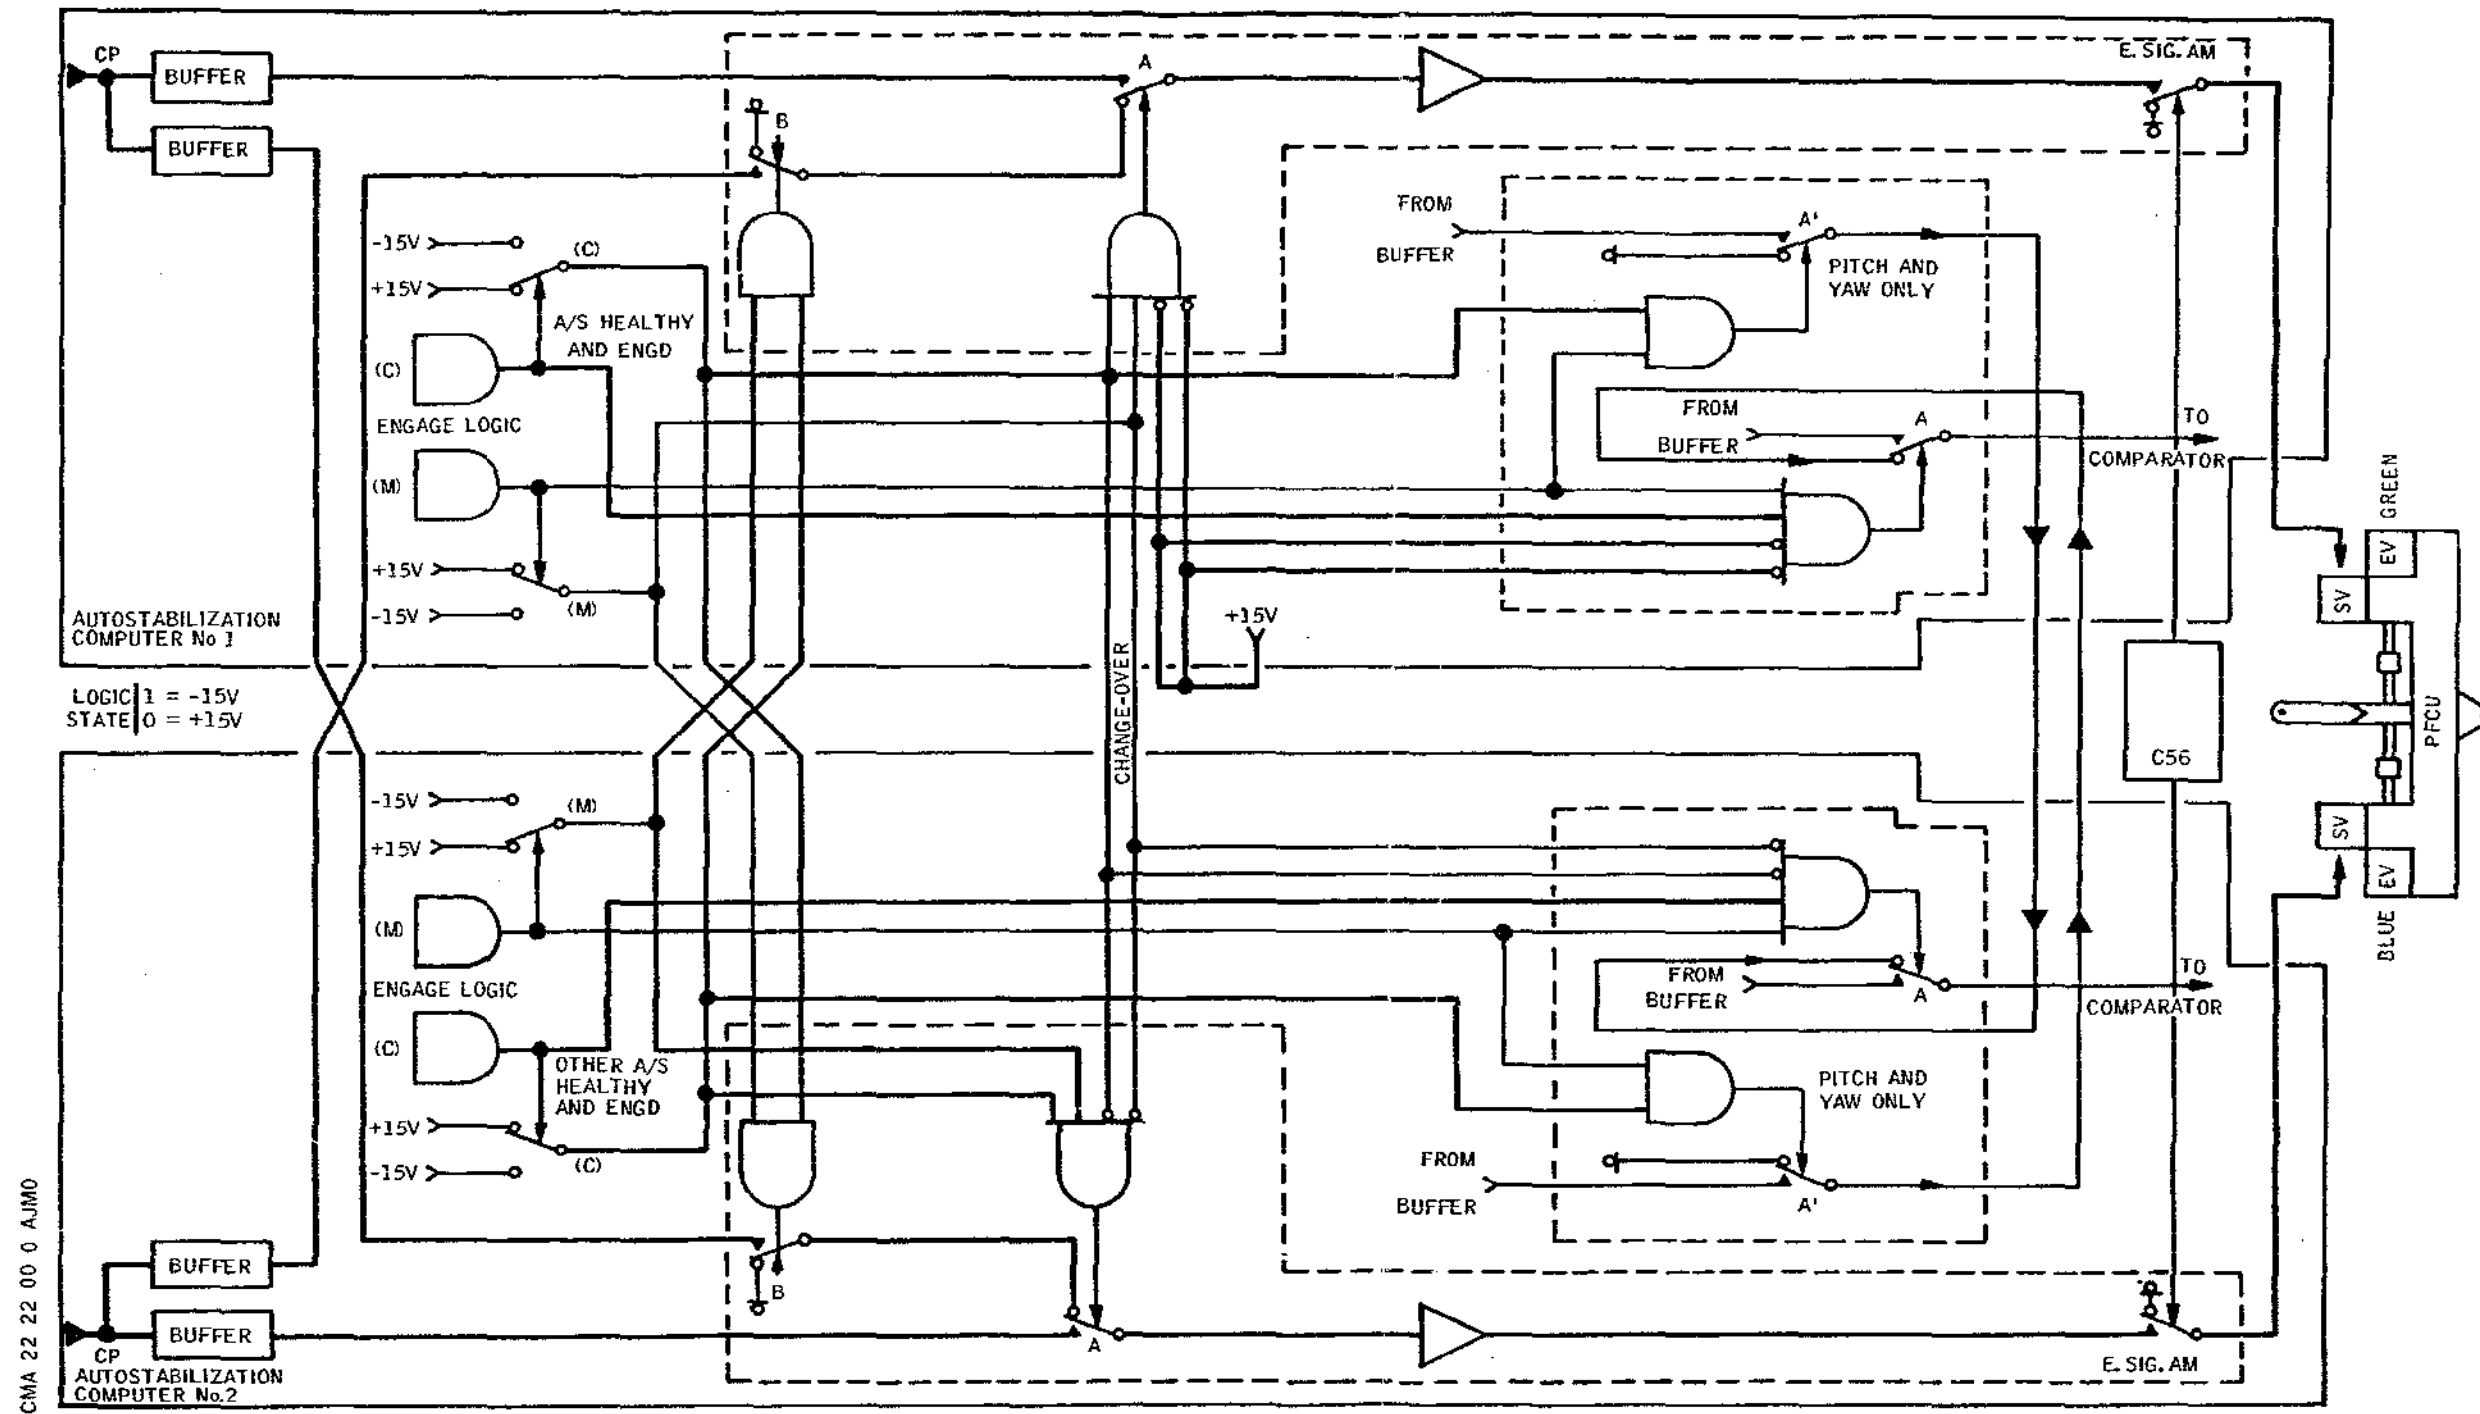 CP
BUFFER
BUFFER
A
B
E. SIG. AM
FROM
BUFFER
A'
PITCH AND
YAW ONLY
-15V
(C)
+15V
A/S HEALTHY
AND ENGD
(C)
ENGAGE LOGIC
(M)
+15V
(M)
-15V
FROM
BUFFER
A
TO
COMPARATOR
AUTOSTABILIZATION
COMPUTER No 1
+15V
CHANGE-OVER
GREEN
EV
SV
PFCU
C56
SV
EV
BLUE
LOGIC 1 = -15V
STATE 0 = +15V
-15V
(M)
+15V
(M)
ENGAGE LOGIC
(C)
OTHER A/S
HEALTHY
AND ENGD
+15V
(C)
-15V
FROM
BUFFER
A
TO
COMPARATOR
PITCH AND
YAW ONLY
FROM
BUFFER
A'
BUFFER
B
BUFFER
CP
A
E. SIG. AM
AUTOSTABILIZATION
COMPUTER No.2
CMA 22 22 00 0 AJMO